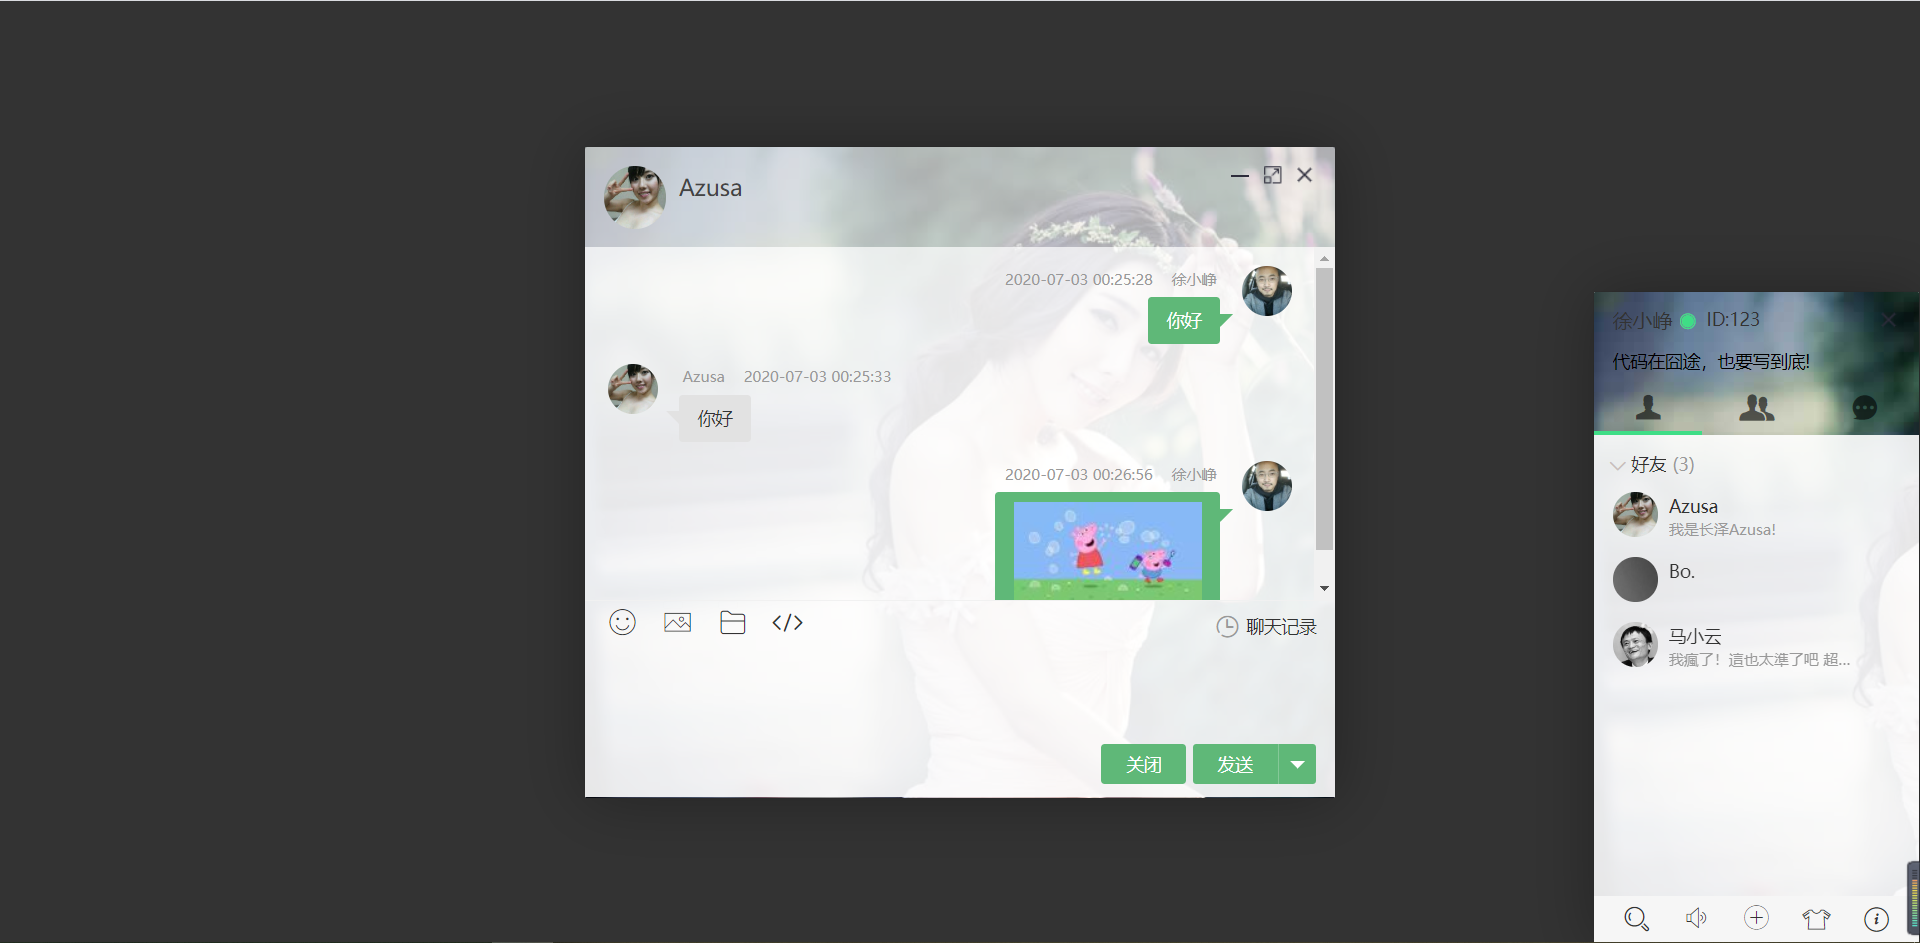 Azusa
2020-07-03 00:25:28 徐小峥
你好
Azusa 2020-07-03 00:25:33
你好
2020-07-03 00:26:56 徐小峥
聊天记录
关闭 发送
徐小峥 ID:123
代码在囧途，也要写到底!
好友 (3)
Azusa
我是长泽Azusa!
Bo.
马小云
我瘋了！這也太準了吧 超...